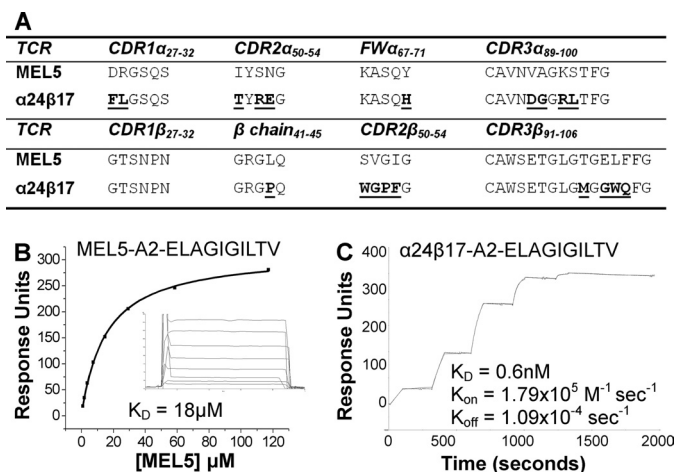 A
TCR CDR1α27-32 CDR2α50-54 FWα67-71 CDR3α89-100
MEL5 DRGSQS IYSNG KASQY CAVNVAGKSTFG
α24β17 FLGSQS TYREG KASQH CAVNDGGRLTFG
TCR CDR1β27-32 β chain41-45 CDR2β50-54 CDR3β91-106
MEL5 GTSNPN GRGLQ SVGIG CAWSETGLGTGELFFG
α24β17 GTSNPN GRGPQ WGPFG CAWSETGLGMGGWQFG
B MEL5-A2-ELAGIGILTV
Response Units
300
250
200
150
100
50
0
KD = 18µM
0 20 40 60 80 100 120
[MEL5] µM
C α24β17-A2-ELAGIGILTV
Response Units
400
300
200
100
0
KD = 0.6nM
Kon = 1.79x10⁵ M⁻¹ sec⁻¹
Koff = 1.09x10⁻⁴ sec⁻¹
0 500 1000 1500 2000
Time (seconds)